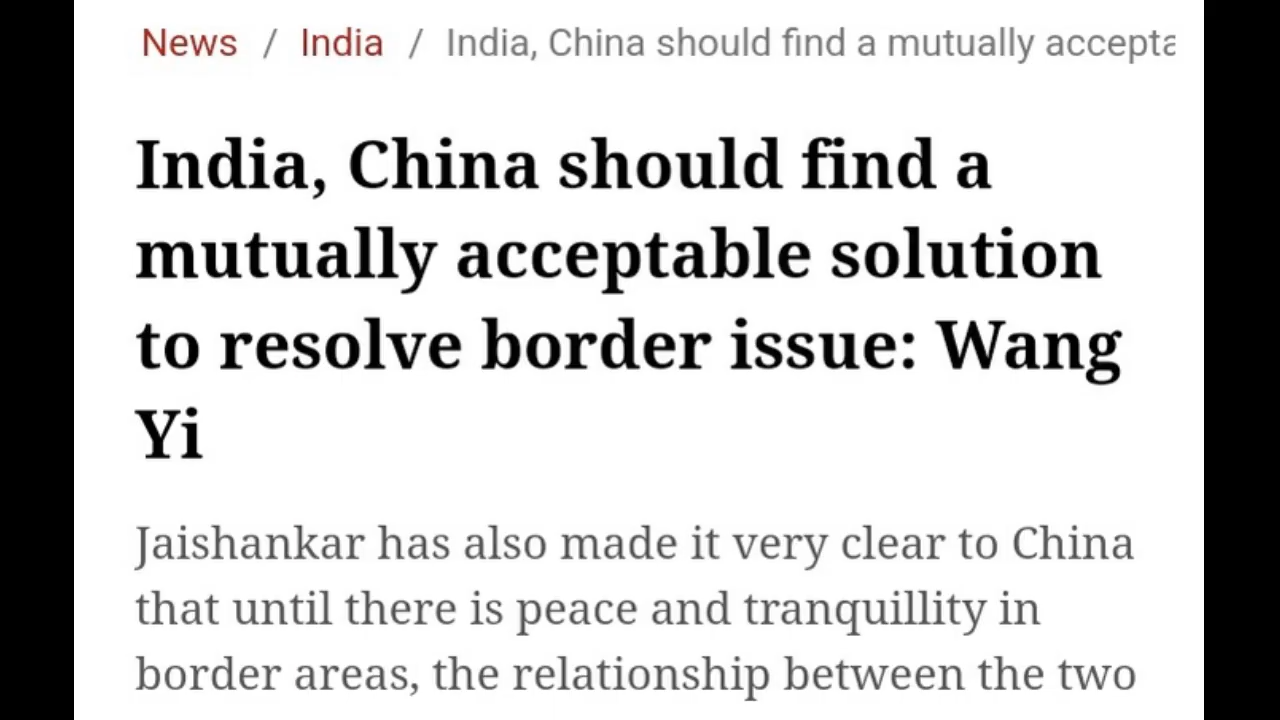 News / India / India, China should find a mutually accepta
India, China should find a
mutually acceptable solution
to resolve border issue: Wang
Yi
Jaishankar has also made it very clear to China
that until there is peace and tranquillity in
border areas, the relationship between the two